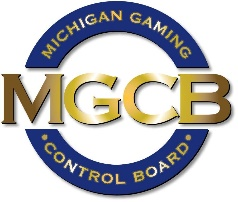 MICHIGAN GAMING
MGCB
• CONTROL BOARD •